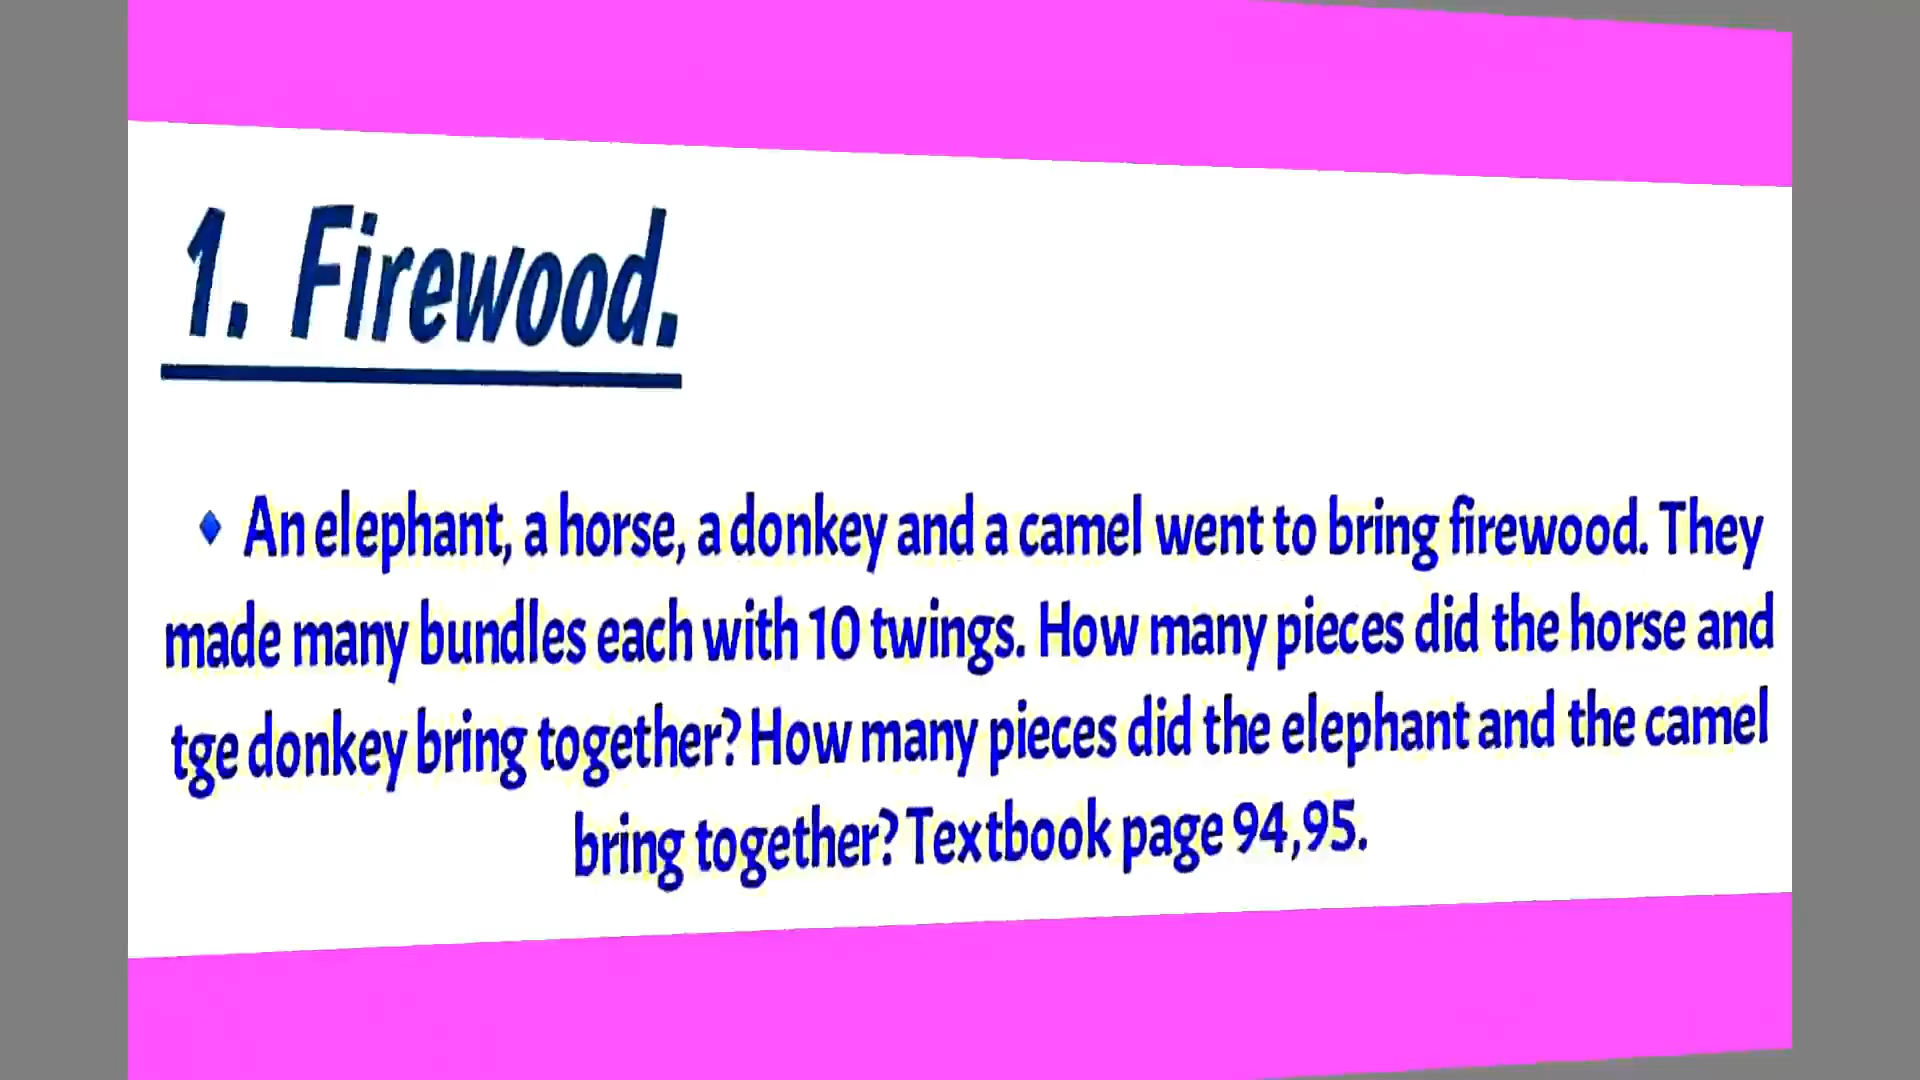 1. Firewood.
An elephant, a horse, a donkey and a camel went to bring firewood. They
made many bundles each with 10 twings. How many pieces did the horse and
tge donkey bring together? How many pieces did the elephant and the camel
bring together? Textbook page 94,95.